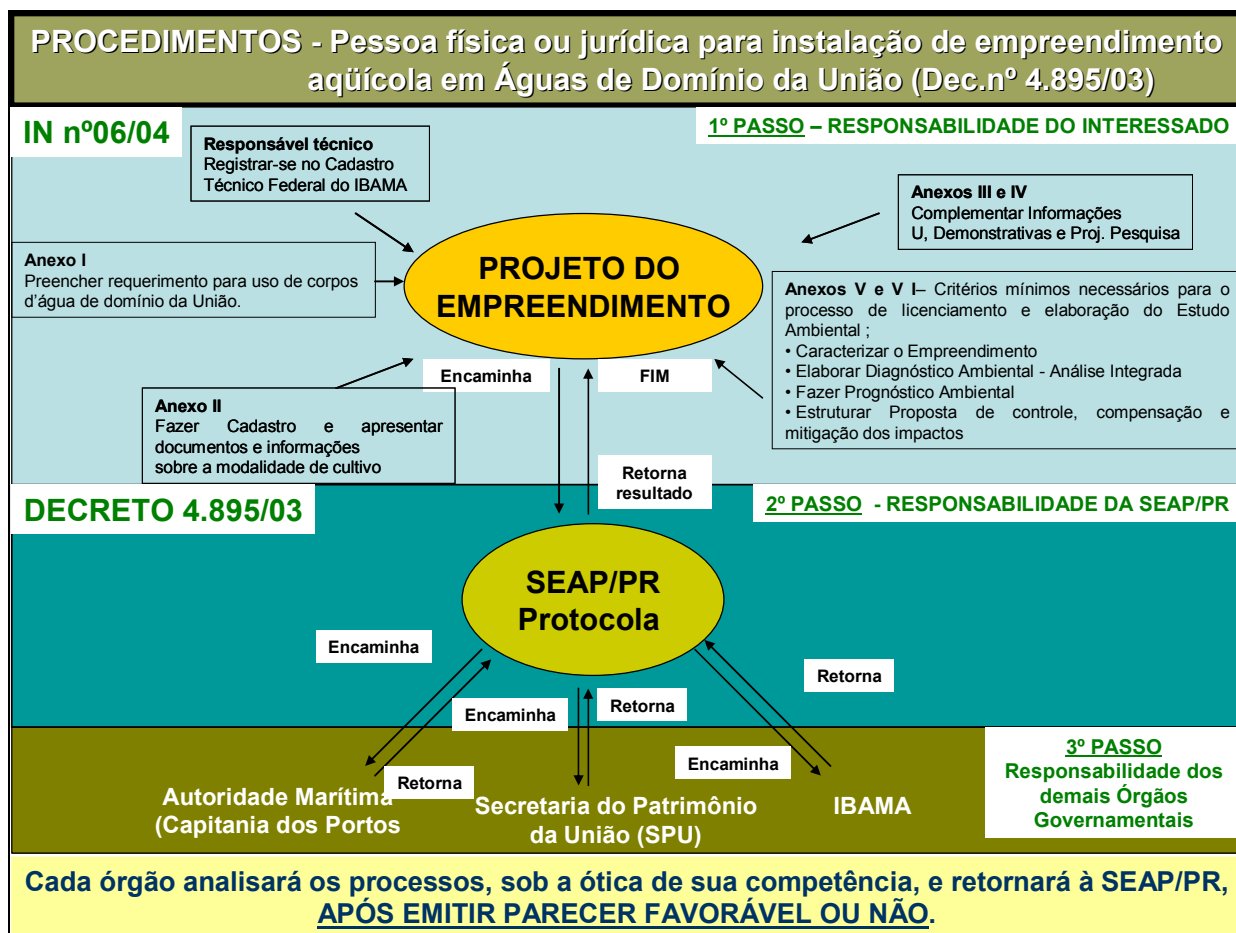 PROCEDIMENTOS - Pessoa física ou jurídica para instalação de empreendimento
aqüícola em Águas de Domínio da União (Dec.nº 4.895/03)
IN nº06/04
1º PASSO – RESPONSABILIDADE DO INTERESSADO
Responsável técnico
Registrar-se no Cadastro
Técnico Federal do IBAMA
Anexos III e IV
Complementar Informações
U, Demonstrativas e Proj. Pesquisa
Anexo I
Preencher requerimento para uso de corpos
d'água de domínio da União.
PROJETO DO
EMPREENDIMENTO
Anexos V e V I– Critérios mínimos necessários para o
processo de licenciamento e elaboração do Estudo
Ambiental ;
• Caracterizar o Empreendimento
• Elaborar Diagnóstico Ambiental - Análise Integrada
• Fazer Prognóstico Ambiental
• Estruturar Proposta de controle, compensação e
mitigação dos impactos
Encaminha
FIM
Anexo II
Fazer Cadastro e apresentar
documentos e informações
sobre a modalidade de cultivo
Retorna
resultado
DECRETO 4.895/03
2º PASSO - RESPONSABILIDADE DA SEAP/PR
SEAP/PR
Protocola
Encaminha
Retorna
Encaminha
Retorna
Encaminha
Retorna
Autoridade Marítima
(Capitania dos Portos
Secretaria do Patrimônio
da União (SPU)
IBAMA
3º PASSO
Responsabilidade dos
demais Órgãos
Governamentais
Cada órgão analisará os processos, sob a ótica de sua competência, e retornará à SEAP/PR,
APÓS EMITIR PARECER FAVORÁVEL OU NÃO.